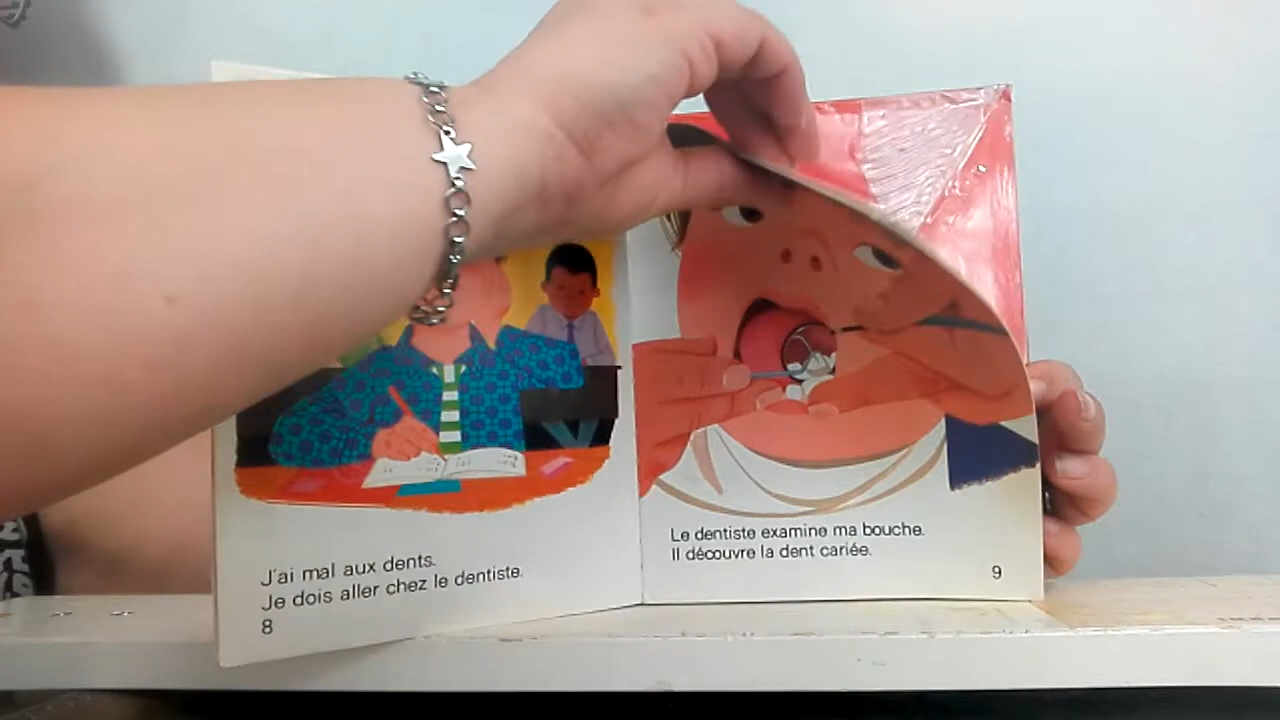 J'ai mal aux dents.
Je dois aller chez le dentiste.
8
Le dentiste examine ma bouche.
Il découvre la dent cariée.
9